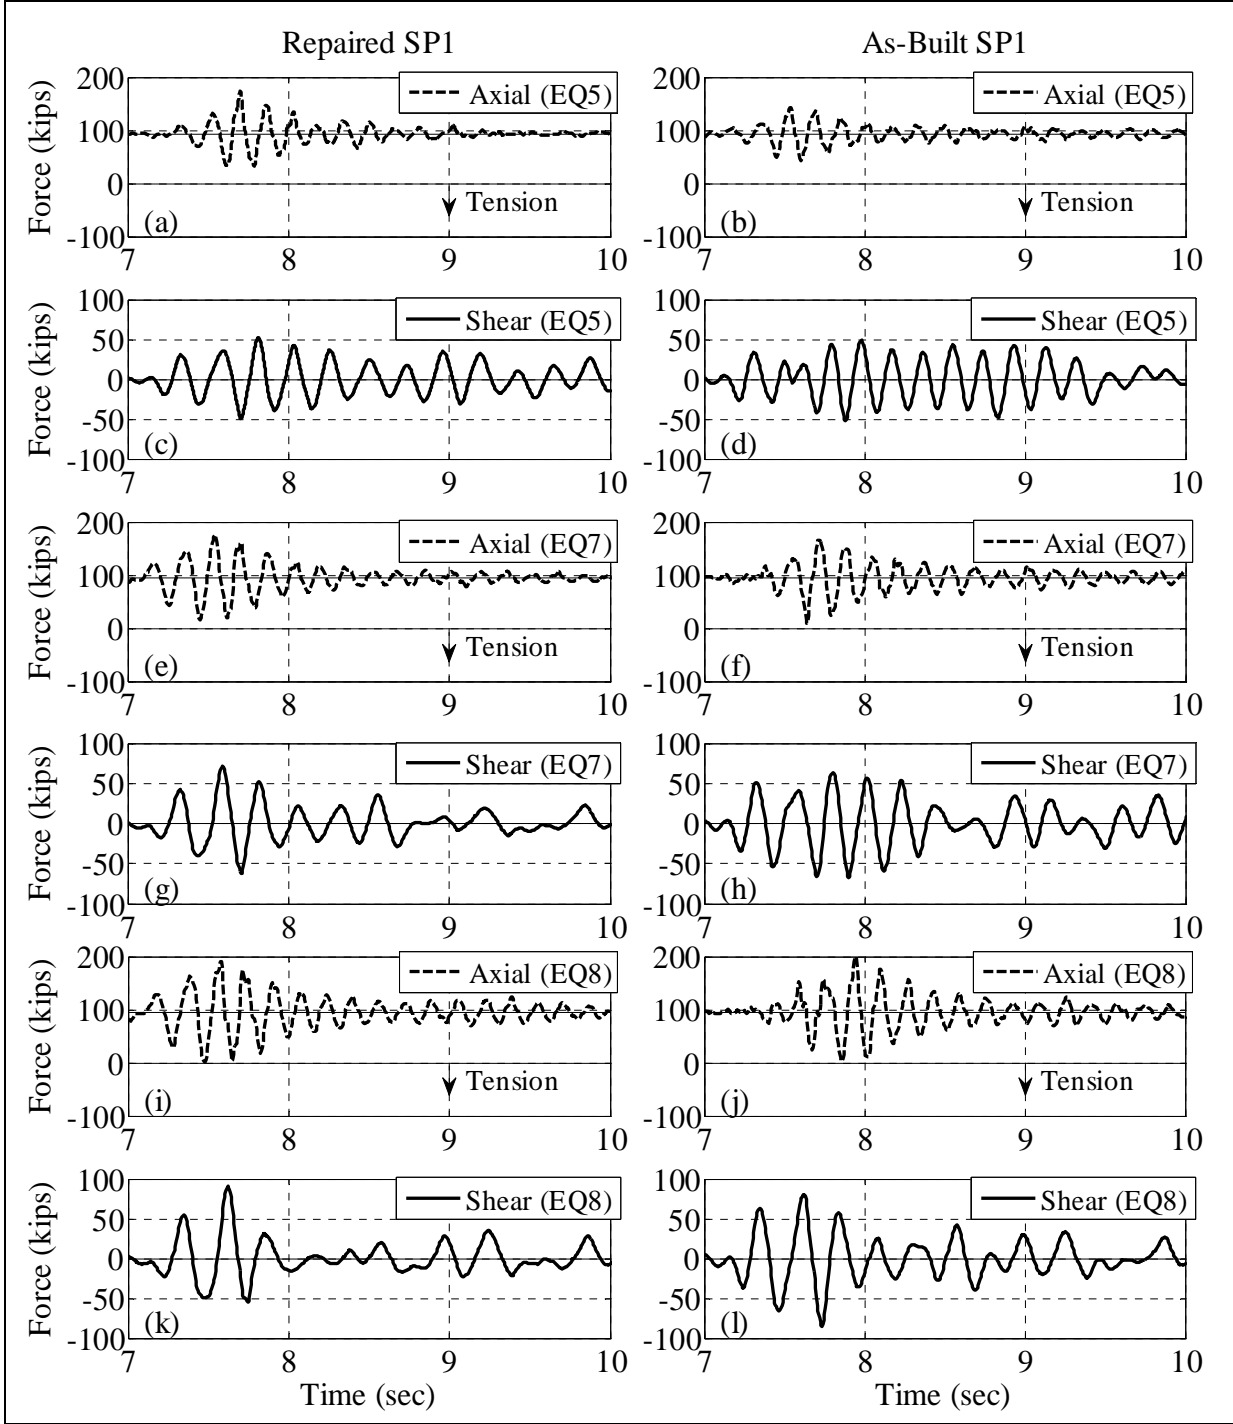 Repaired SP1 As-Built SP1
200 Axial (EQ5) 200 Axial (EQ5)
Force (kips)
100 100
0 0
Tension Tension
-100 (a) -100 (b)
7 8 9 10 7 8 9 10
100 Shear (EQ5) 100 Shear (EQ5)
Force (kips)
50 50
0 0
-50 -50
-100 (c) -100 (d)
7 8 9 10 7 8 9 10
200 Axial (EQ7) 200 Axial (EQ7)
Force (kips)
100 100
0 0
Tension Tension
-100 (e) -100 (f)
7 8 9 10 7 8 9 10
100 Shear (EQ7) 100 Shear (EQ7)
Force (kips)
50 50
0 0
-50 -50
-100 (g) -100 (h)
7 8 9 10 7 8 9 10
200 Axial (EQ8) 200 Axial (EQ8)
Force (kips)
100 100
0 0
Tension Tension
-100 (i) -100 (j)
7 8 9 10 7 8 9 10
100 Shear (EQ8) 100 Shear (EQ8)
Force (kips)
50 50
0 0
-50 -50
-100 (k) -100 (l)
7 8 9 10 7 8 9 10
Time (sec) Time (sec)